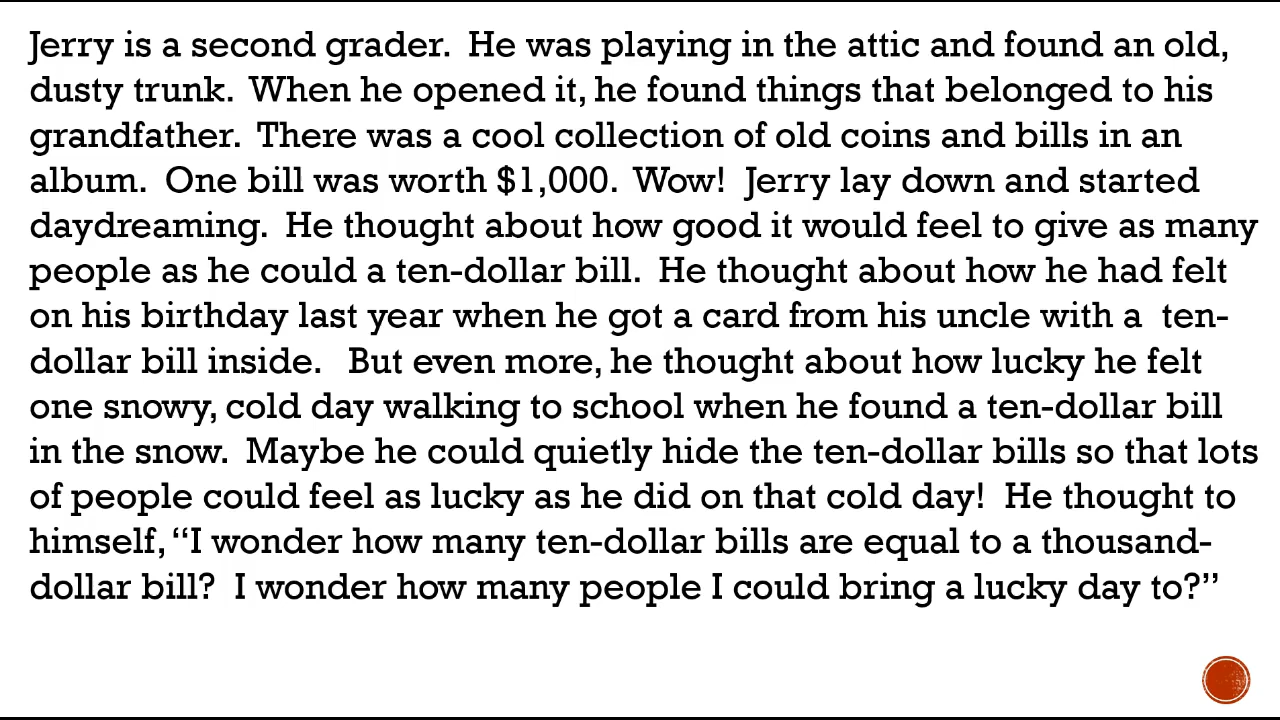 Jerry is a second grader.  He was playing in the attic and found an old,
dusty trunk.  When he opened it, he found things that belonged to his
grandfather.  There was a cool collection of old coins and bills in an
album.  One bill was worth $1,000.  Wow!  Jerry lay down and started
daydreaming.  He thought about how good it would feel to give as many
people as he could a ten-dollar bill.  He thought about how he had felt
on his birthday last year when he got a card from his uncle with a  ten-
dollar bill inside.   But even more, he thought about how lucky he felt
one snowy, cold day walking to school when he found a ten-dollar bill
in the snow.  Maybe he could quietly hide the ten-dollar bills so that lots
of people could feel as lucky as he did on that cold day!  He thought to
himself, “I wonder how many ten-dollar bills are equal to a thousand-
dollar bill?  I wonder how many people I could bring a lucky day to?”